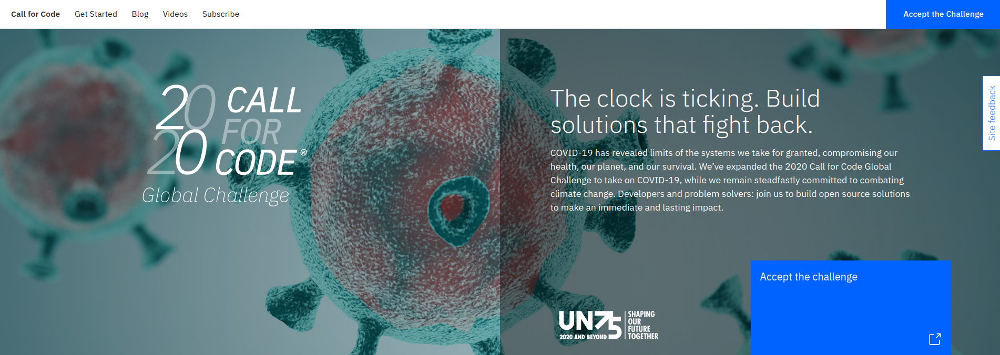 Call for Code
Get Started
Blog
Videos
Subscribe
Accept the Challenge
2020
CALL
FOR
CODE®
Global Challenge
The clock is ticking. Build
solutions that fight back.
COVID-19 has revealed limits of the systems we take for granted, compromising our
health, our planet, and our survival. We’ve expanded the 2020 Call for Code Global
Challenge to take on COVID-19, while we remain steadfastly committed to combating
climate change. Developers and problem solvers: join us to build open source solutions
to make an immediate and lasting impact.
Site feedback
UN75
2020 AND BEYOND
SHAPING
OUR
FUTURE
TOGETHER
Accept the challenge